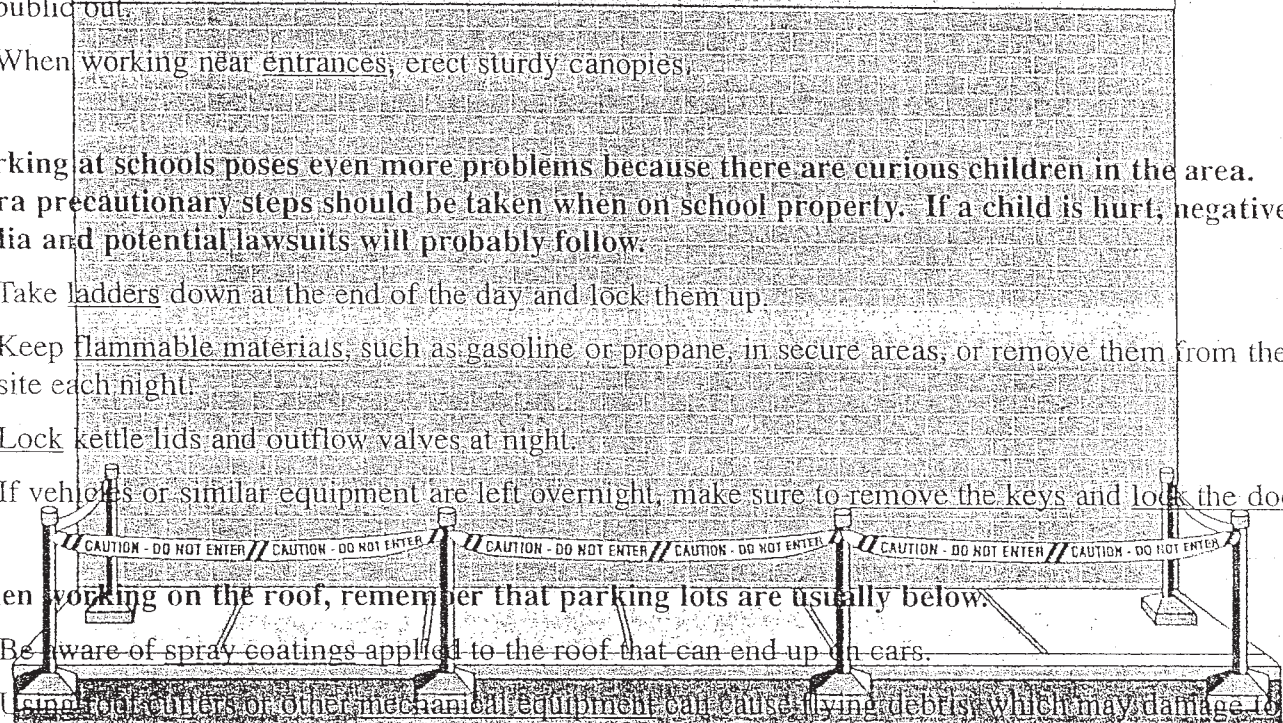 public out.
When working near entrances, erect sturdy canopies.
rking at schools poses even more problems because there are curious children in the area.
ra precautionary steps should be taken when on school property. If a child is hurt, negative
lia and potential lawsuits will probably follow.
Take ladders down at the end of the day and lock them up.
Keep flammable materials, such as gasoline or propane, in secure areas, or remove them from the
site each night.
Lock kettle lids and outflow valves at night.
If vehicles or similar equipment are left overnight, make sure to remove the keys and lock the doo
CAUTION - DO NOT ENTER // CAUTION - DO NOT ENTER // CAUTION - DO NOT ENTER // CAUTION - DO NOT ENTER // CAUTION - DO NOT ENTER // CAUTION - DO NOT ENTER
en working on the roof, remember that parking lots are usually below.
Be aware of spray coatings applied to the roof that can end up on cars.
Using roof cutters or other mechanical equipment can cause flying debris, which may damage to